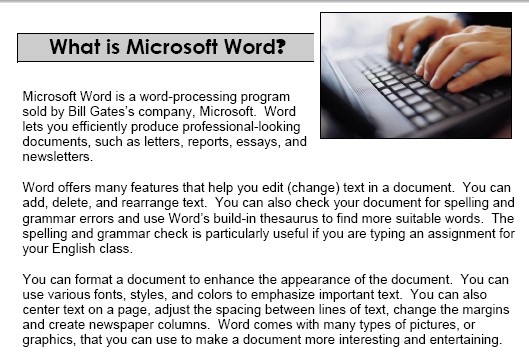 What is Microsoft Word?
Microsoft Word is a word-processing program
sold by Bill Gates's company, Microsoft.  Word
lets you efficiently produce professional-looking
documents, such as letters, reports, essays, and
newsletters.
Word offers many features that help you edit (change) text in a document.  You can
add, delete, and rearrange text.  You can also check your document for spelling and
grammar errors and use Word's build-in thesaurus to find more suitable words.  The
spelling and grammar check is particularly useful if you are typing an assignment for
your English class.
You can format a document to enhance the appearance of the document.  You can
use various fonts, styles, and colors to emphasize important text.  You can also
center text on a page, adjust the spacing between lines of text, change the margins
and create newspaper columns.  Word comes with many types of pictures, or
graphics, that you can use to make a document more interesting and entertaining.